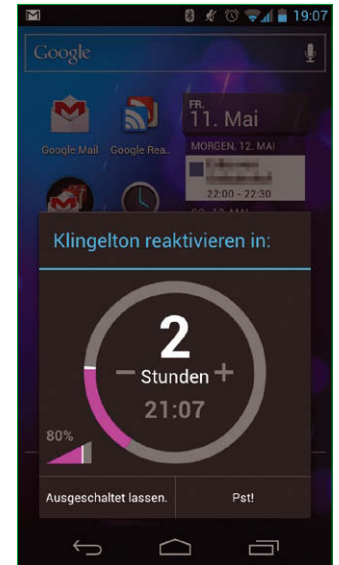 19:07
Google
FR.
11. Mai
Google Mail
Google Rea..
MORGEN, 12. MAI
22:00 - 22:30
Klingelton reaktivieren in:
2
− Stunden +
21:07
80%
Ausgeschaltet lassen.
Pst!